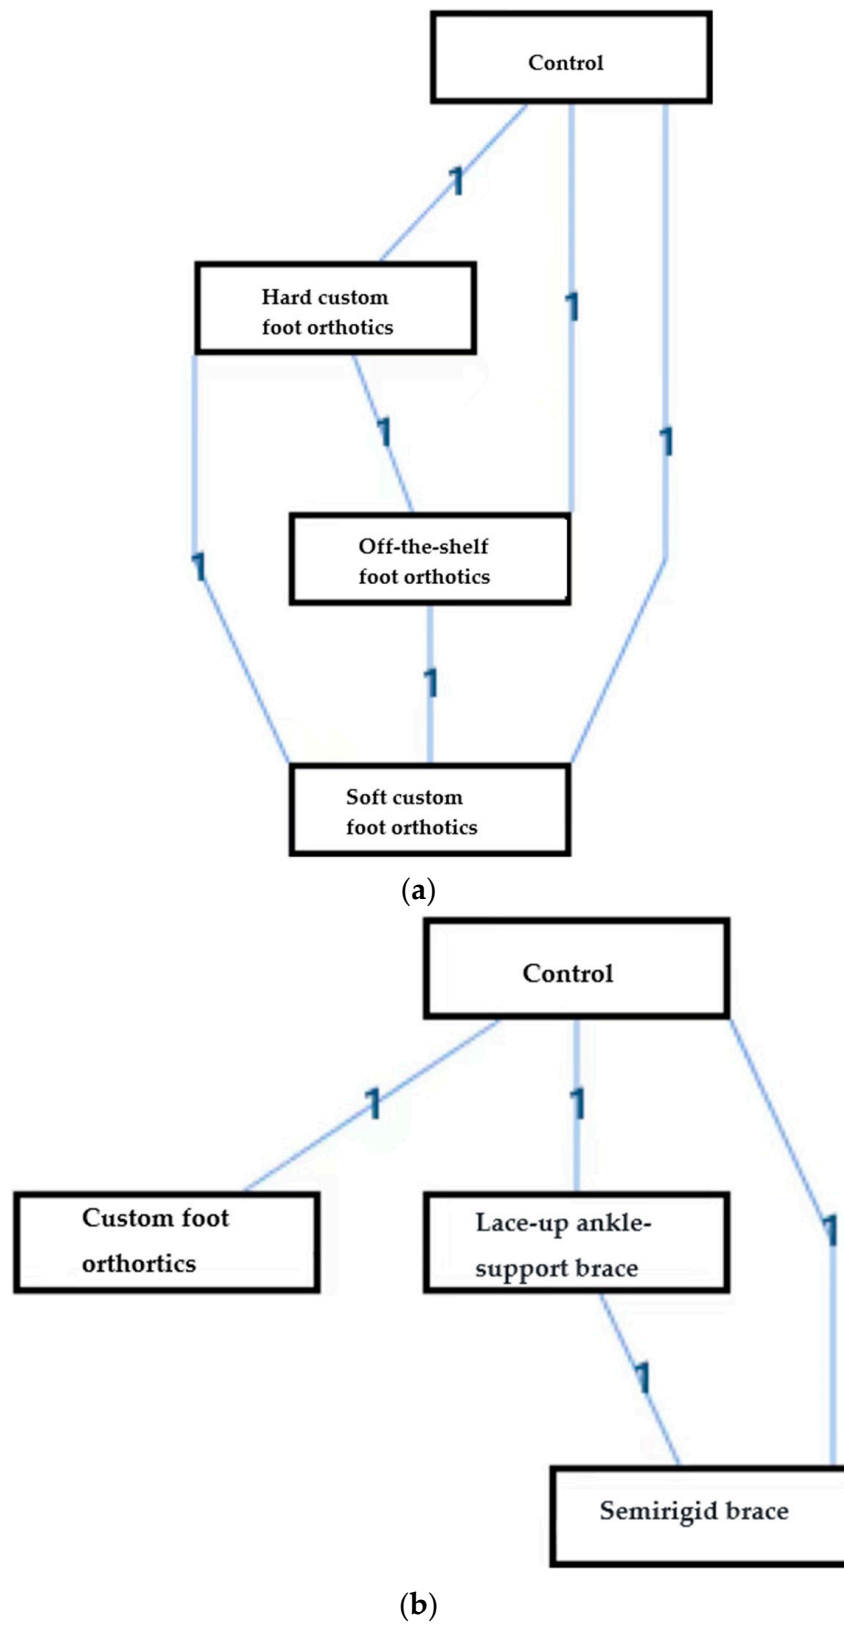 Control
1
Hard custom
foot orthotics
1
1
1
Off-the-shelf
foot orthotics
1
1
Soft custom
foot orthotics
(a)
Control
1
1
Custom foot
orthortics
Lace-up ankle-
support brace
1
1
Semirigid brace
(b)